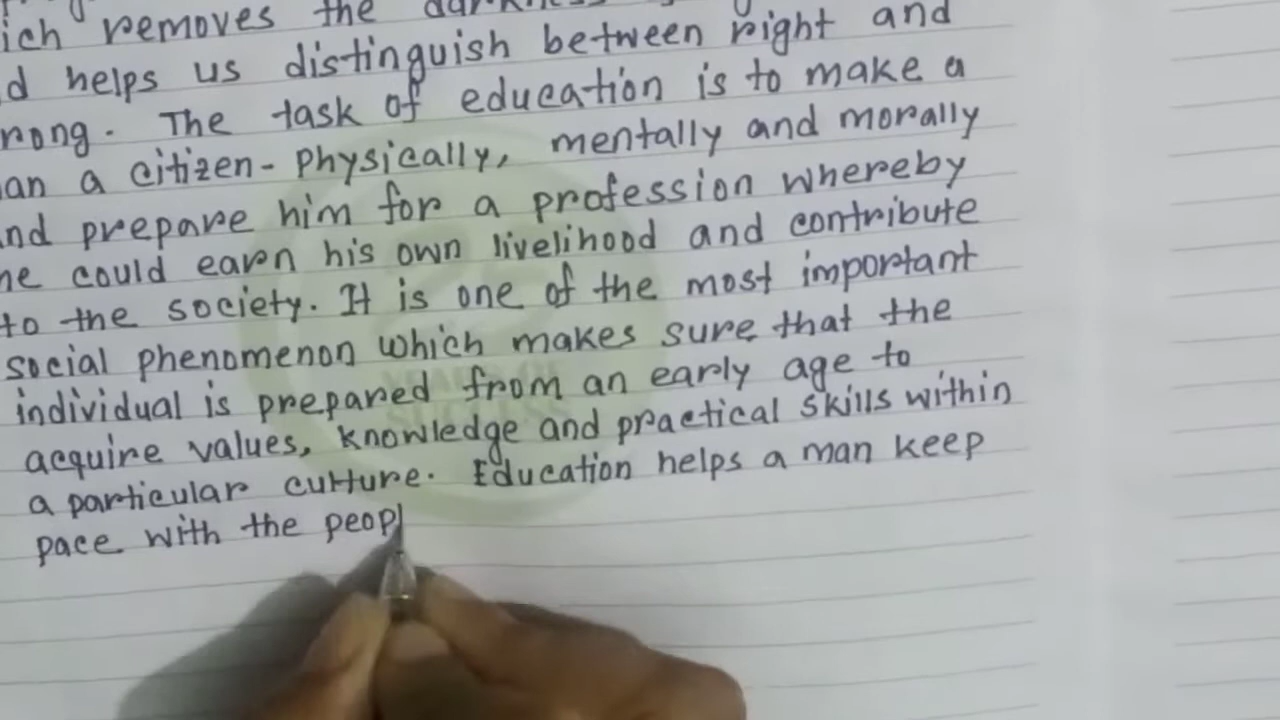 ich removes the
d helps us distinguish between right and
rong. The task of education is to make a
an a citizen- physically, mentally and morally
nd prepare him for a profession whereby
he could earn his own livelihood and contribute
to the society. It is one of the most important
social phenomenon which makes sure that the
individual is prepared from an early age to
acquire values, knowledge and practical skills within
a particular culture. Education helps a man keep
pace with the peopl